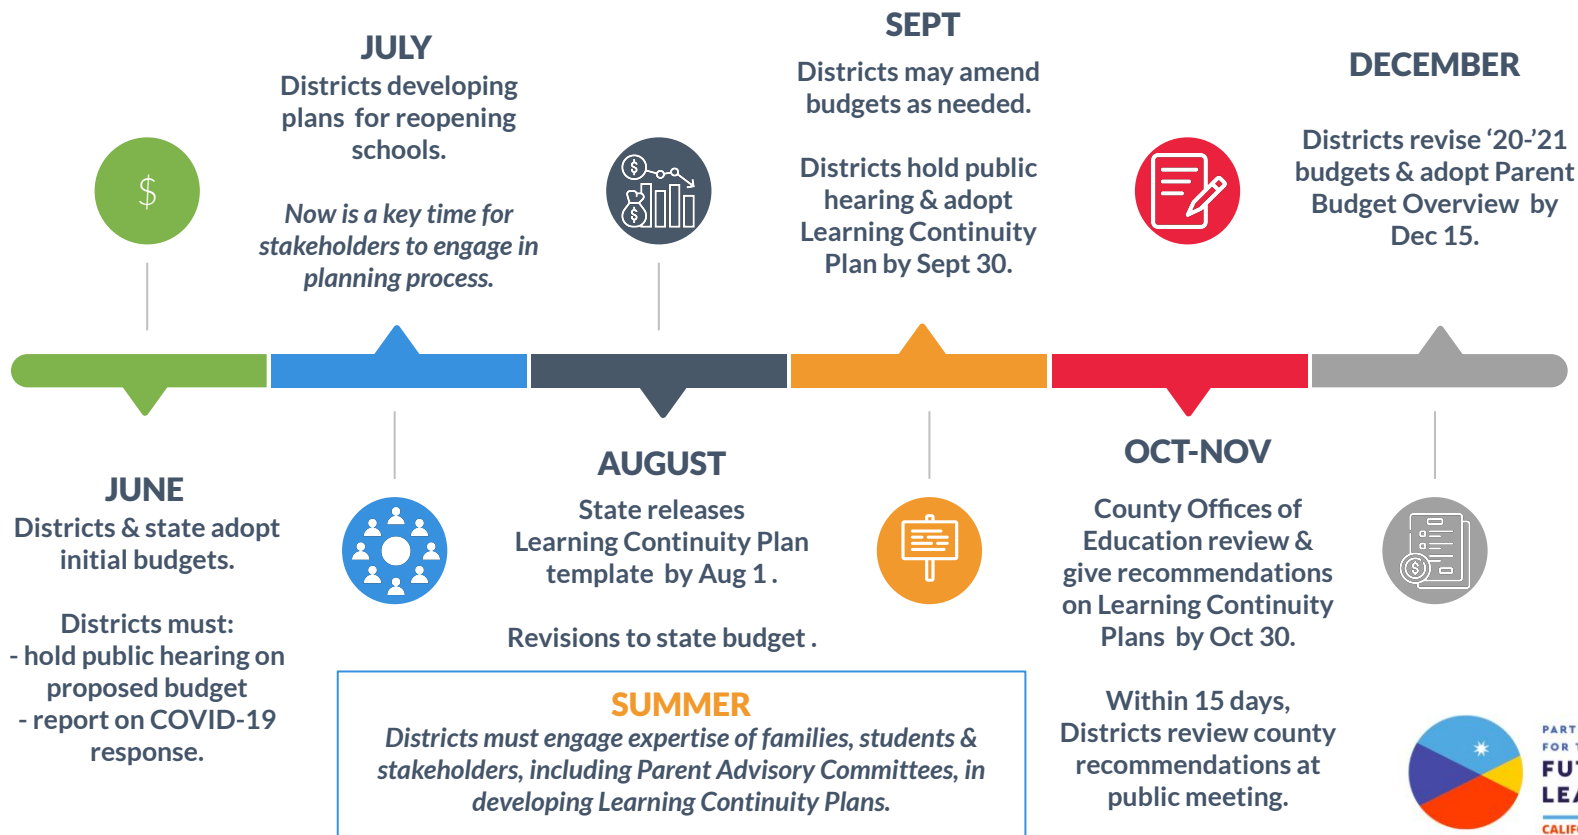 JUNE
Districts & state adopt
initial budgets.
Districts must:
- hold public hearing on
proposed budget
- report on COVID-19
response.
JULY
Districts developing
plans for reopening
schools.
Now is a key time for
stakeholders to engage in
planning process.
AUGUST
State releases
Learning Continuity Plan
template by Aug 1 .
Revisions to state budget .
SUMMER
Districts must engage expertise of families, students &
stakeholders, including Parent Advisory Committees, in
developing Learning Continuity Plans.
SEPT
Districts may amend
budgets as needed.
Districts hold public
hearing & adopt
Learning Continuity
Plan by Sept 30.
OCT-NOV
County Offices of
Education review &
give recommendations
on Learning Continuity
Plans by Oct 30.
Within 15 days,
Districts review county
recommendations at
public meeting.
DECEMBER
Districts revise ‘20-’21
budgets & adopt Parent
Budget Overview by
Dec 15.
$
$
$
$
PART
FOR T
FUT
LEA
CALIFO